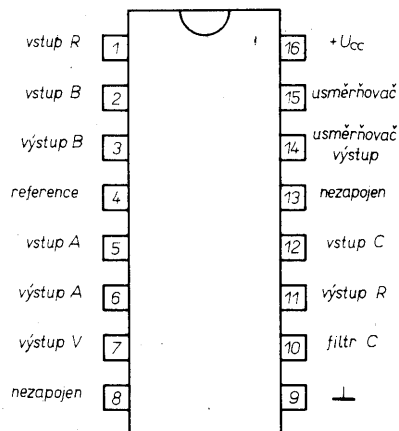 vstup R 1 16 +Ucc
vstup B 2 15 usměrňovač
výstup B 3 14 usměrňovač
výstup
reference 4 13 nezapojen
vstup A 5 12 vstup C
výstup A 6 11 výstup R
výstup V 7 10 filtr C
nezapojen 8 9